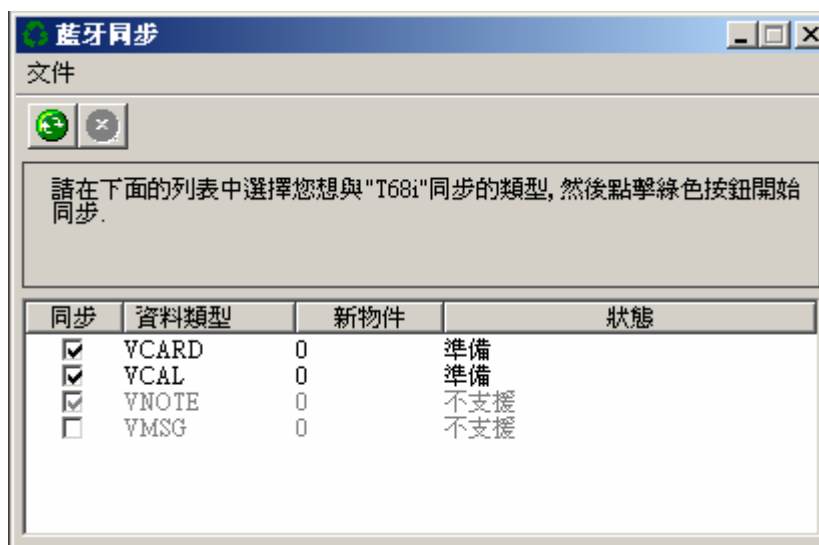 藍牙同步
文件
請在下面的列表中選擇您想與"T68i"同步的類型,然後點擊綠色按鈕開始
同步.
同步 資料類型 新物件 狀態
VCARD 0 準備
VCAL 0 準備
VNOTE 0 不支援
VMSG 0 不支援